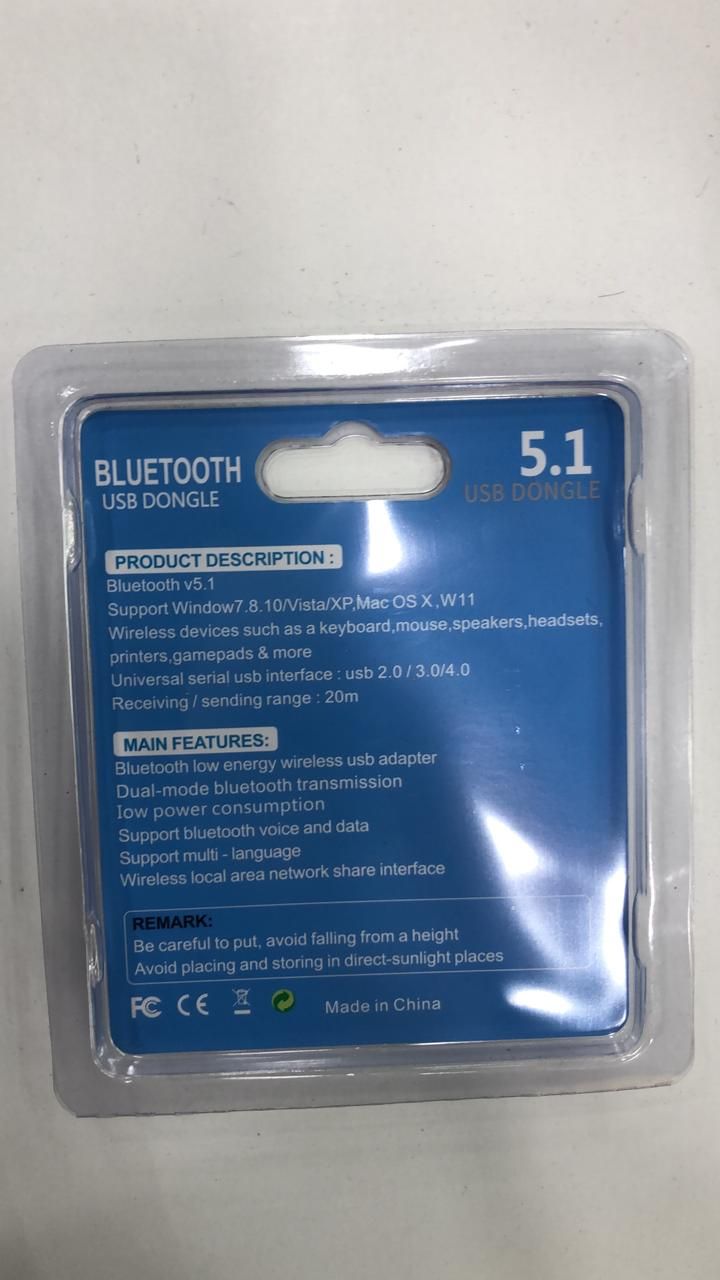 BLUETOOTH
USB DONGLE
5.1
USB DONGLE
PRODUCT DESCRIPTION :
Bluetooth v5.1
Support Window7.8.10/Vista/XP,Mac OS X ,W11
Wireless devices such as a keyboard,mouse,speakers,headsets,
printers,gamepads & more
Universal serial usb interface : usb 2.0 / 3.0/4.0
Receiving / sending range : 20m
MAIN FEATURES:
Bluetooth low energy wireless usb adapter
Dual-mode bluetooth transmission
low power consumption
Support bluetooth voice and data
Support multi - language
Wireless local area network share interface
REMARK:
Be careful to put, avoid falling from a height
Avoid placing and storing in direct-sunlight places
FC CE Made in China